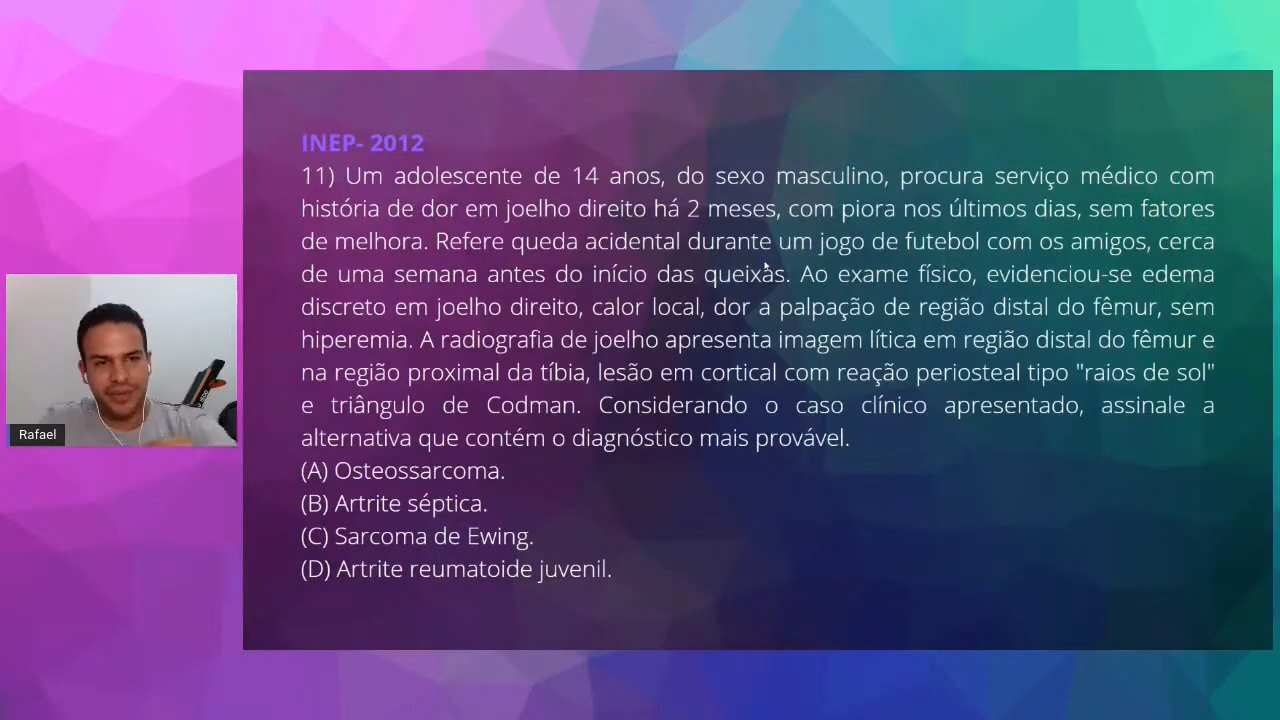 INEP- 2012
11) Um adolescente de 14 anos, do sexo masculino, procura serviço médico com
história de dor em joelho direito há 2 meses, com piora nos últimos dias, sem fatores
de melhora. Refere queda acidental durante um jogo de futebol com os amigos, cerca
de uma semana antes do início das queixas. Ao exame físico, evidenciou-se edema
discreto em joelho direito, calor local, dor a palpação de região distal do fêmur, sem
hiperemia. A radiografia de joelho apresenta imagem lítica em região distal do fêmur e
na região proximal da tíbia, lesão em cortical com reação periosteal tipo "raios de sol"
e triângulo de Codman. Considerando o caso clínico apresentado, assinale a
alternativa que contém o diagnóstico mais provável.
(A) Osteossarcoma.
(B) Artrite séptica.
(C) Sarcoma de Ewing.
(D) Artrite reumatoide juvenil.
Rafael